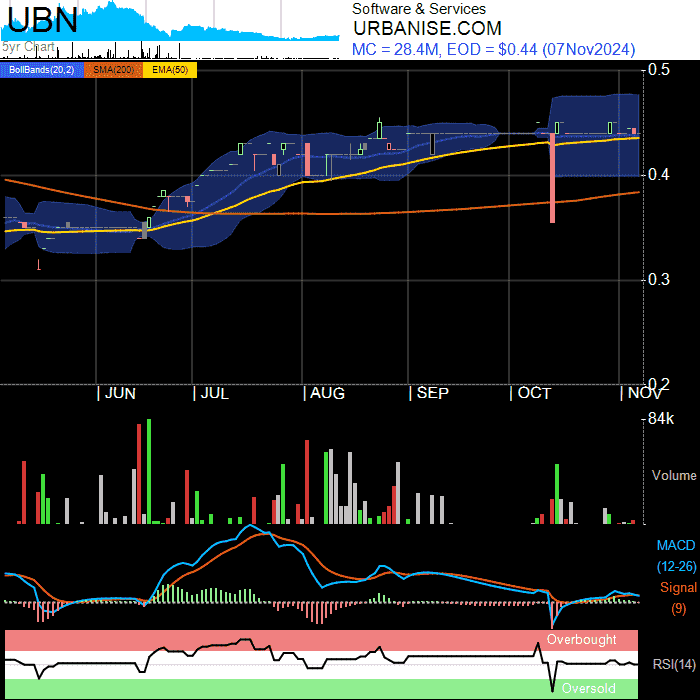 UBN
Software & Services
URBANISE.COM
5yr Chart
MC = 28.4M, EOD = $0.44 (07Nov2024)
BollBands(20,2) SMA(200) EMA(50)
0.5
0.4
0.3
0.2
JUN JUL AUG SEP OCT NOV
84k
Volume
MACD
(12-26)
Signal
(9)
Overbought
RSI(14)
Oversold